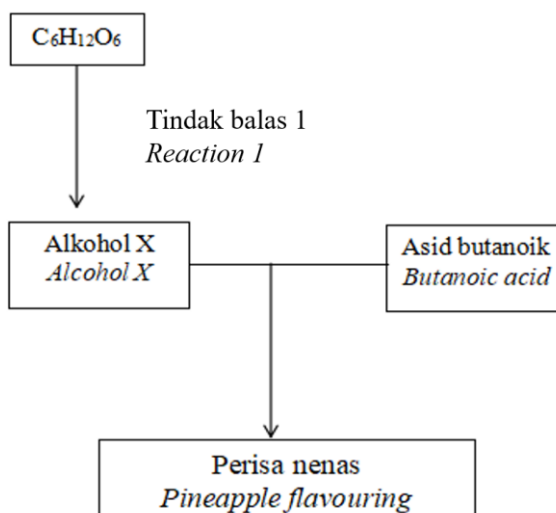 C₆H₁₂O₆
Tindak balas 1
Reaction 1
Alkohol X
Alcohol X
Asid butanoik
Butanoic acid
Perisa nenas
Pineapple flavouring